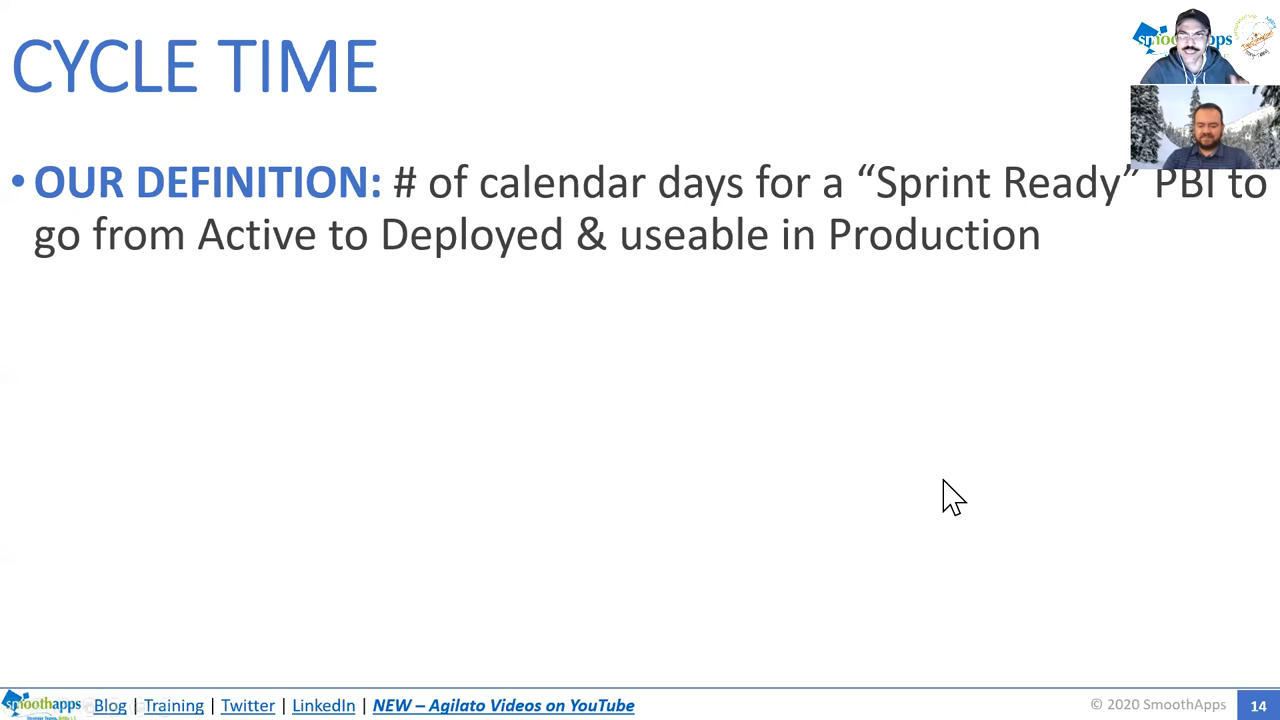 CYCLE TIME
smoothapps
• OUR DEFINITION: # of calendar days for a “Sprint Ready” PBI to
go from Active to Deployed & useable in Production
smoothapps
Blog | Training | Twitter | LinkedIn | NEW – Agilato Videos on YouTube
© 2020 SmoothApps
14